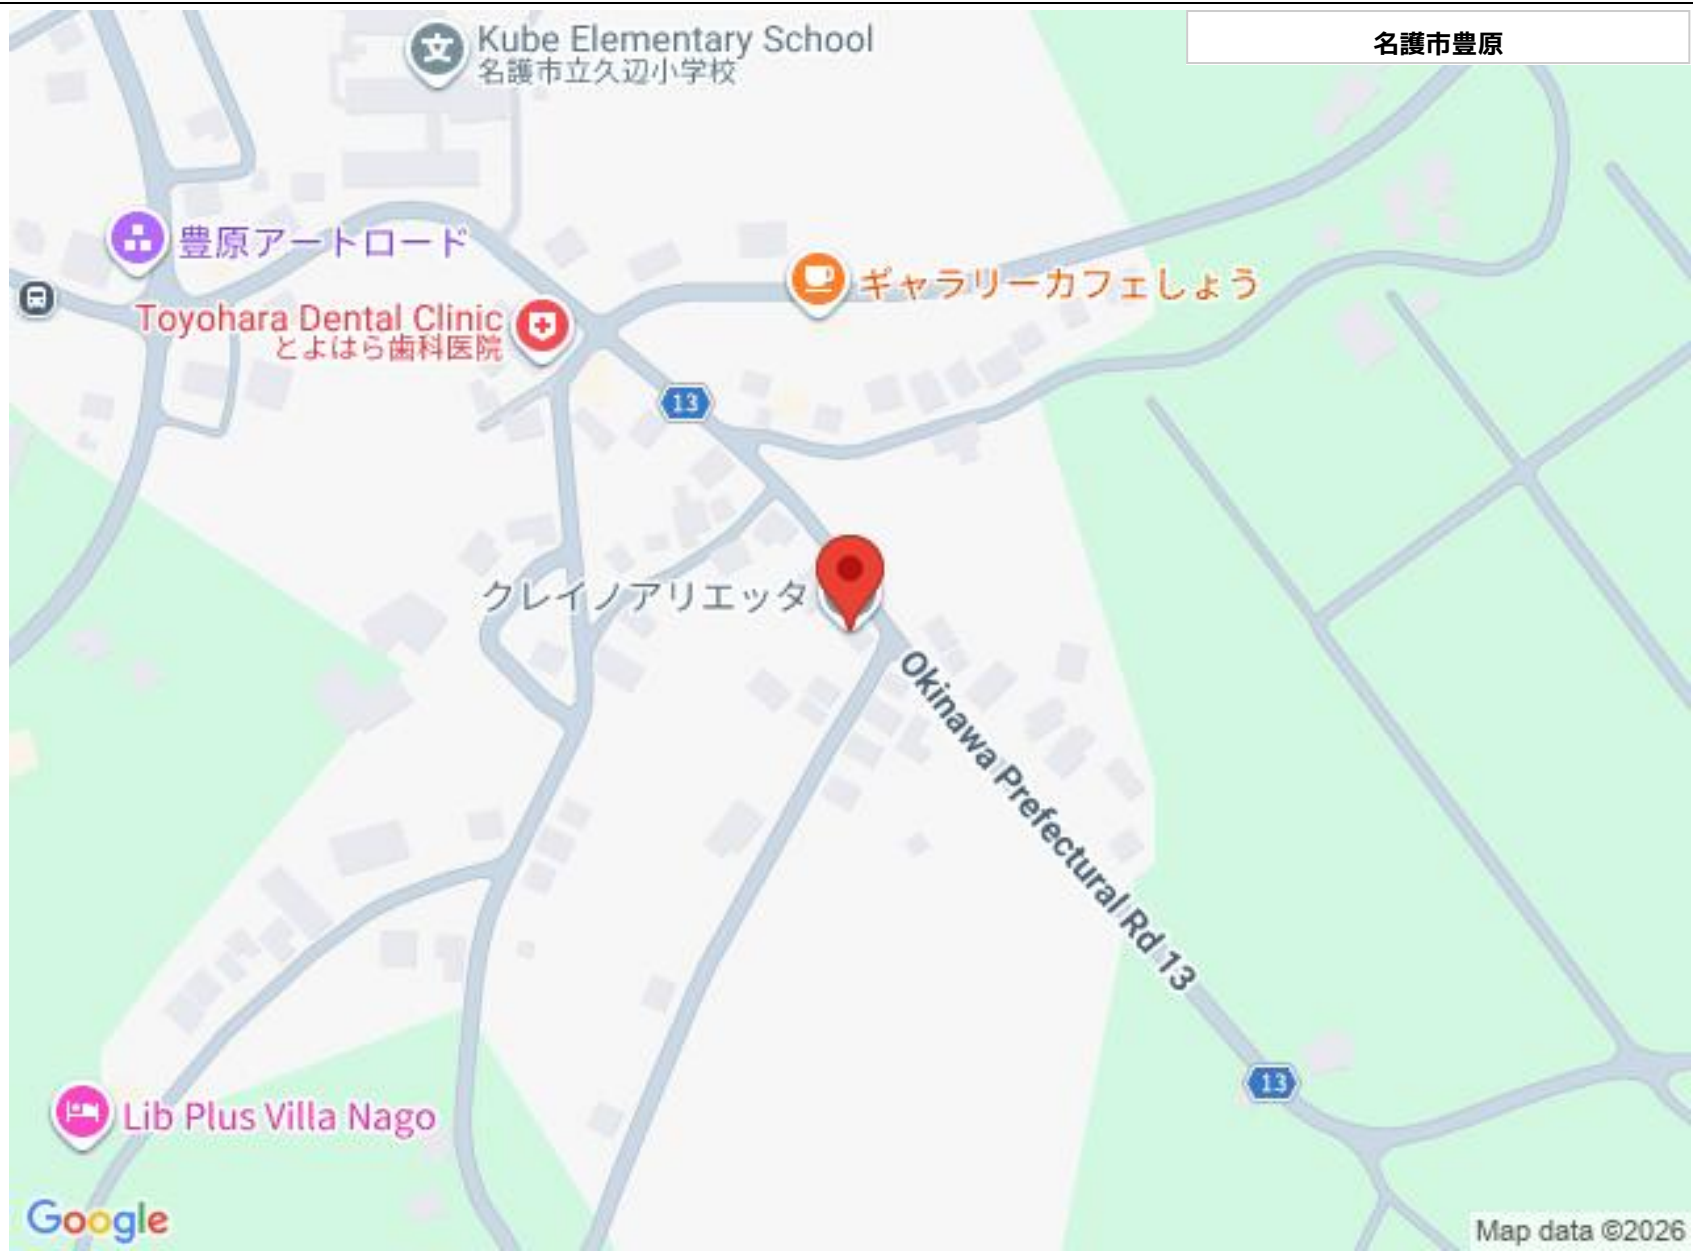 名護市豊原
Kube Elementary School
名護市立久辺小学校
豊原アートロード
ギャラリーカフェしょう
Toyohara Dental Clinic
とよはら歯科医院
13
クレイノアリエッタ
Okinawa Prefectural Rd 13
13
Lib Plus Villa Nago
Google
Map data ©2026